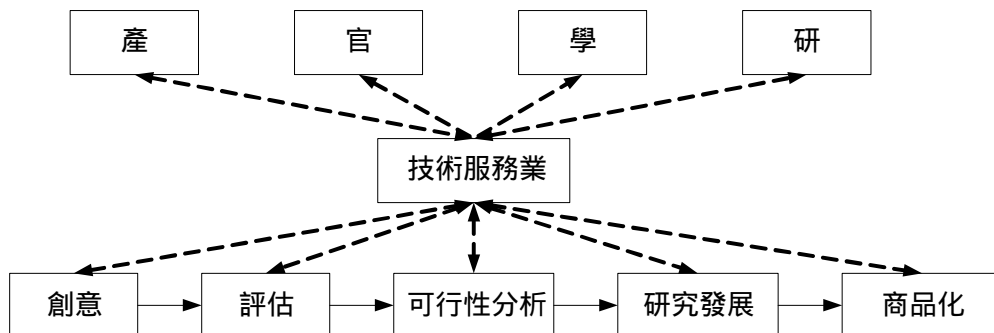 產
官
學
研
技術服務業
創意
評估
可行性分析
研究發展
商品化